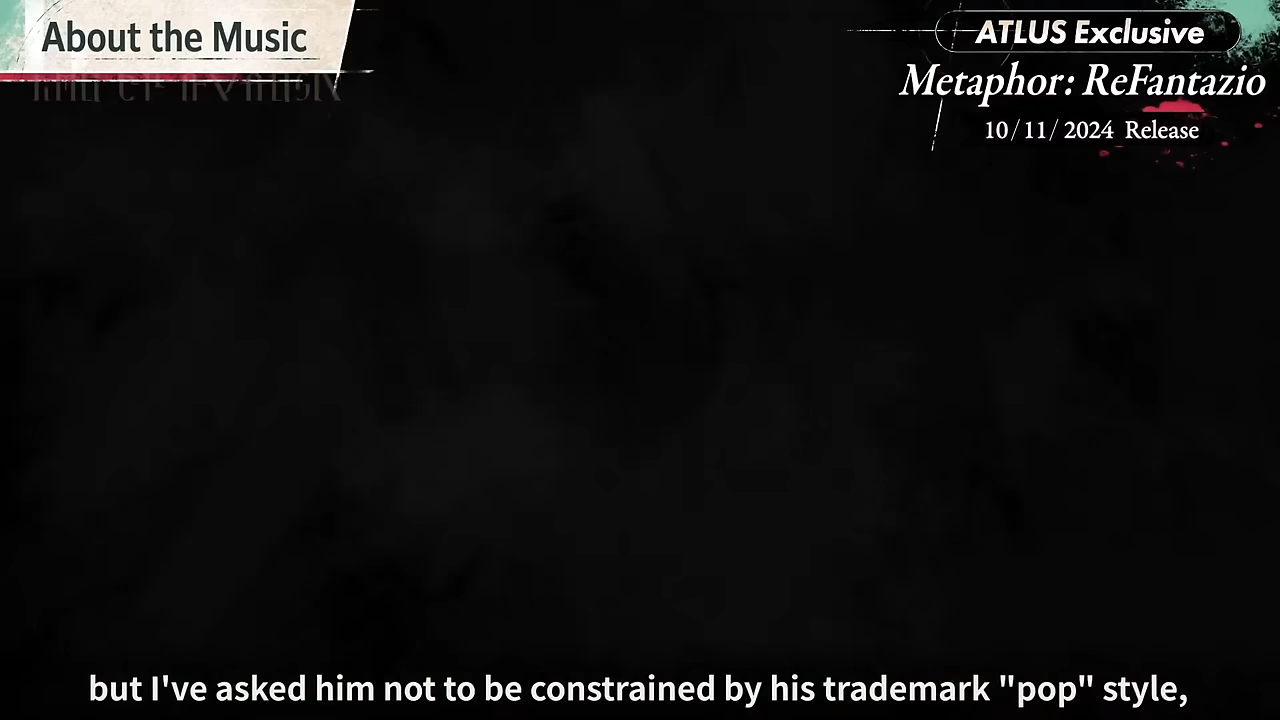 About the Music
ATLUS Exclusive
Metaphor: ReFantazio
10/11/2024 Release
but I've asked him not to be constrained by his trademark "pop" style,